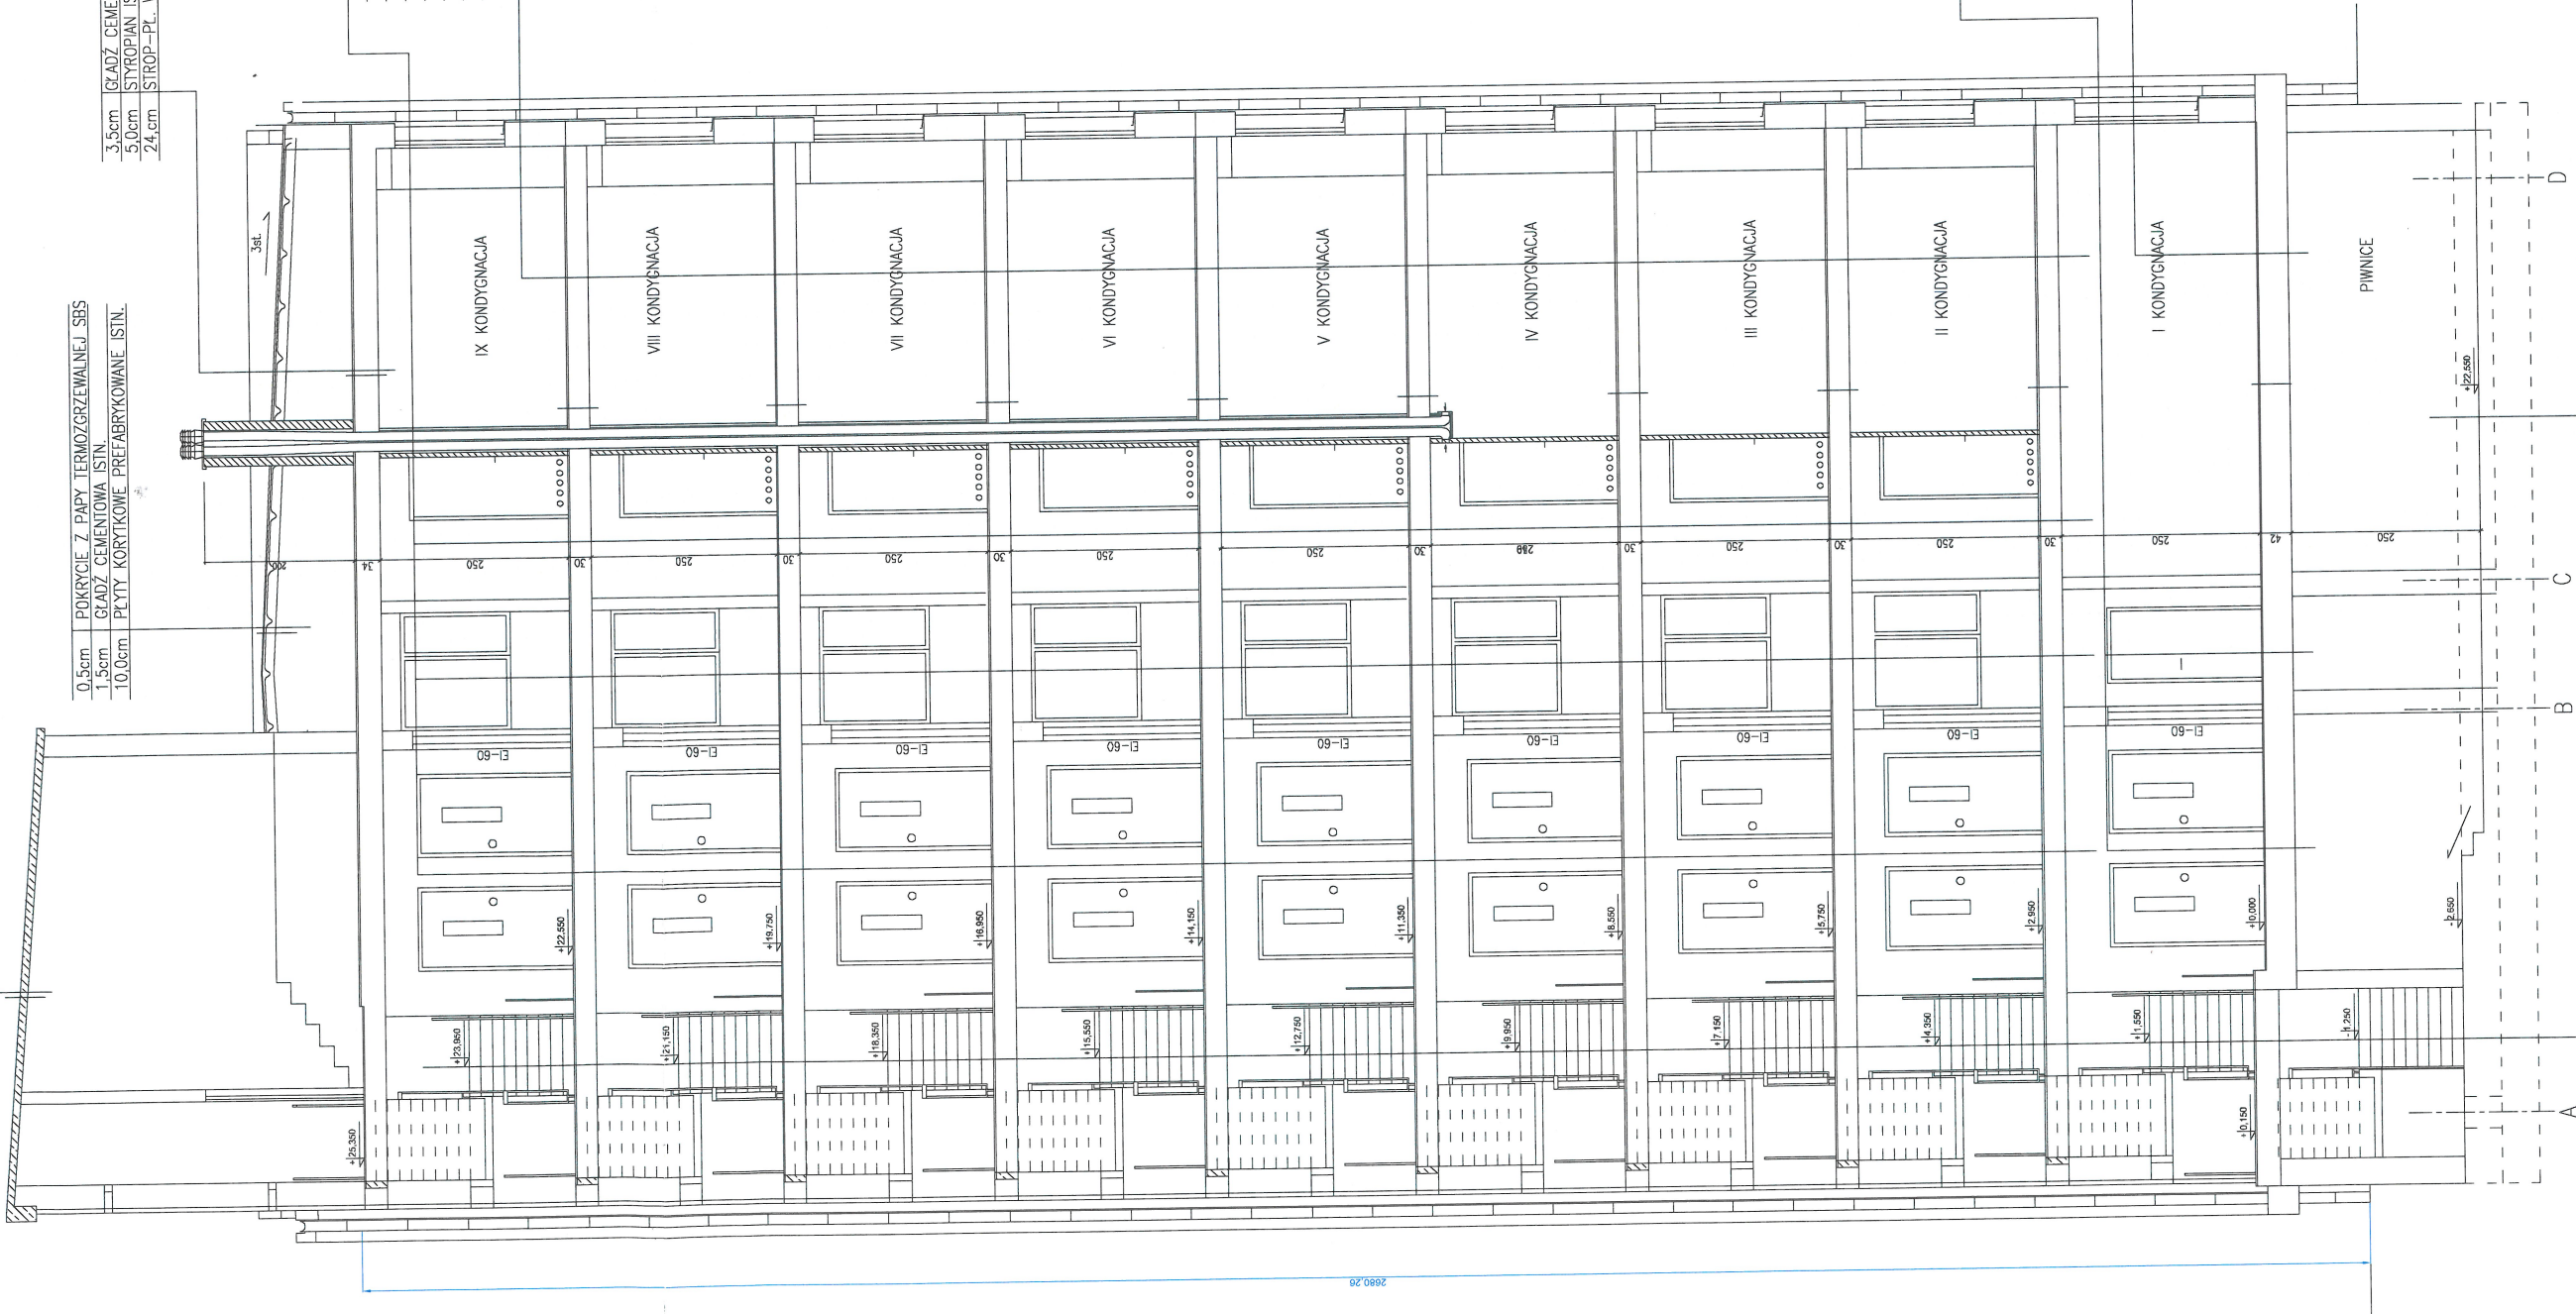 3,5cm GŁADŹ CEME
5,0cm STYROPIAN IS
24,cm STROP-PŁ. W
0,5cm POKRYCIE Z PAPY TERMOZGRZEWALNEJ SBS
1,5cm GŁADŹ CEMENTOWA ISTN.
10,0cm PŁYTY KORYTKOWE PREFABRYKOWANE ISTN.
3st.
IX KONDYGNACJA
VIII KONDYGNACJA
VII KONDYGNACJA
VI KONDYGNACJA
V KONDYGNACJA
IV KONDYGNACJA
III KONDYGNACJA
II KONDYGNACJA
I KONDYGNACJA
PIWNICE
34
250
30
250
30
250
30
250
250
30
30
250
30
250
30
250
42
250
EI-60
EI-60
EI-60
EI-60
EI-60
EI-60
EI-60
EI-60
EI-60
+22,550
+22,550
+19,750
+16,950
+14,150
+11,350
+8,550
+5,750
+2,950
+0,000
-2,650
+23,950
+21,150
+18,350
+15,550
+12,750
+9,950
+7,150
+4,350
+1,550
-1,250
+25,350
+0,150
D
C
B
A
2680,26